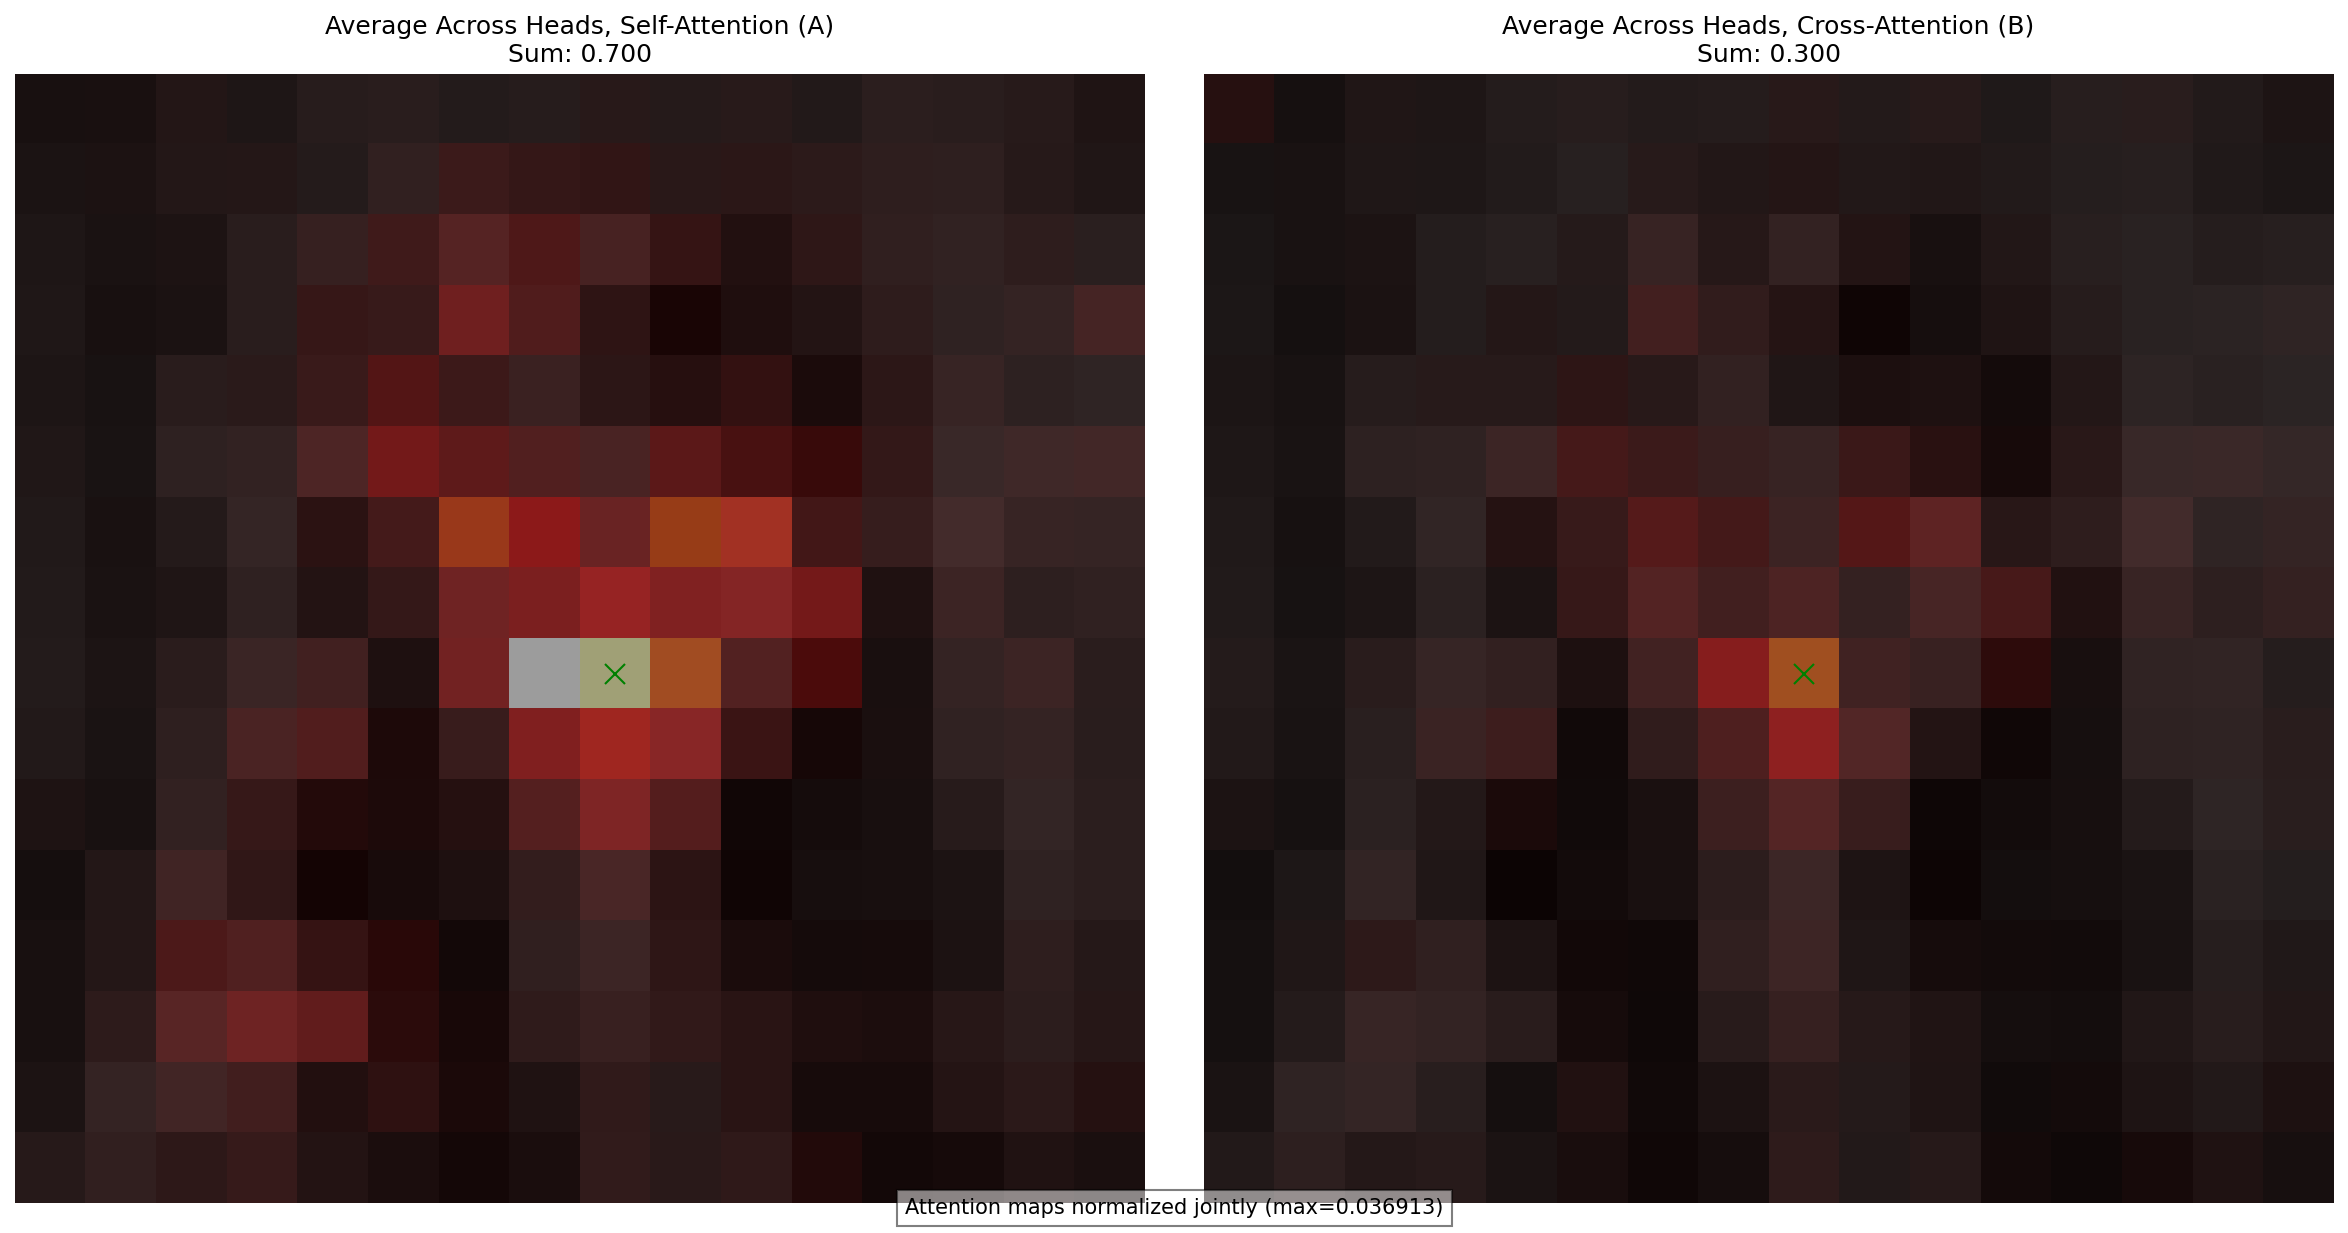 Average Across Heads, Self-Attention (A)
Sum: 0.700
Average Across Heads, Cross-Attention (B)
Sum: 0.300
Attention maps normalized jointly (max=0.036913)